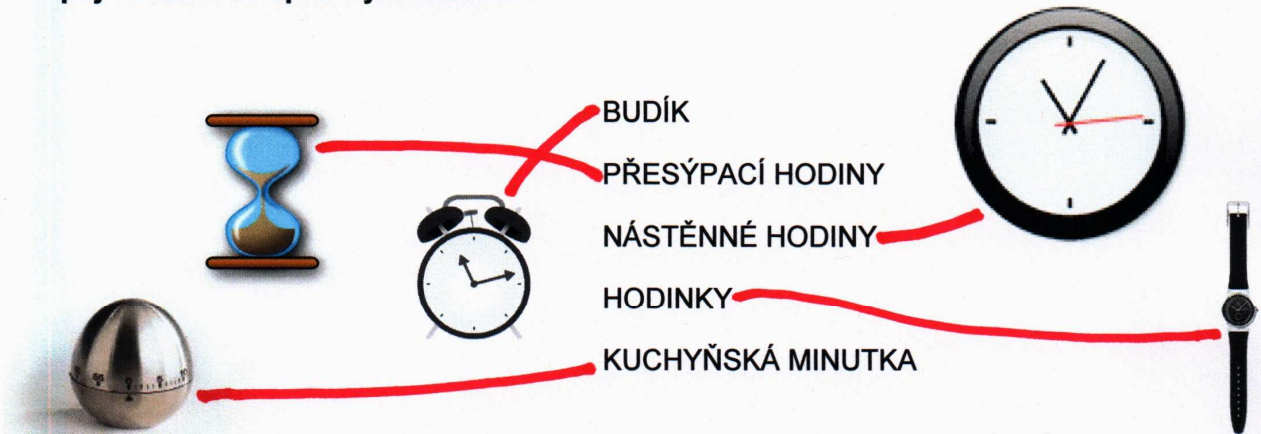 BUDÍK
PŘESÝPACÍ HODINY
NÁSTĚNNÉ HODINY
HODINKY
KUCHYŇSKÁ MINUTKA